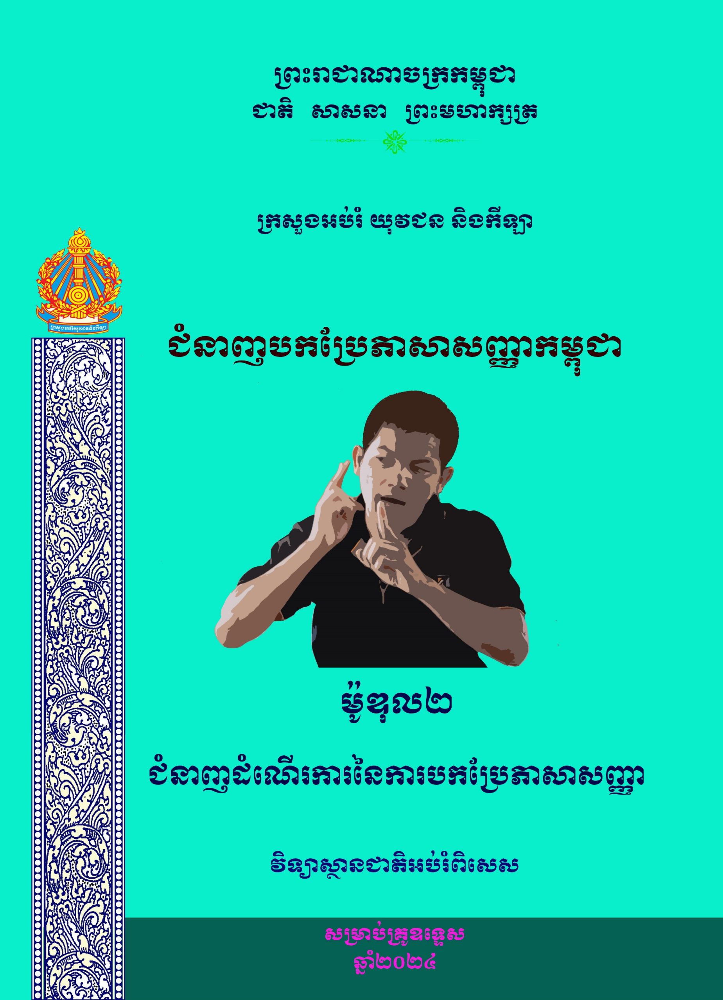 ព្រះរាជាណាចក្រកម្ពុជា
ជាតិ សាសនា ព្រះមហាក្សត្រ
ក្រសួងអប់រំ យុវជន និងកីឡា
ក្រសួងអប់រំយុវជននិងកីឡា
ជំនាញបកប្រែភាសាសញ្ញាកម្ពុជា
ម៉ូឌុល២
ជំនាញដំណើរការនៃការបកប្រែភាសាសញ្ញា
វិទ្យាស្ថានជាតិអប់រំពិសេស
សម្រាប់គ្រូឧទ្ទេស
ឆ្នាំ២០២៤